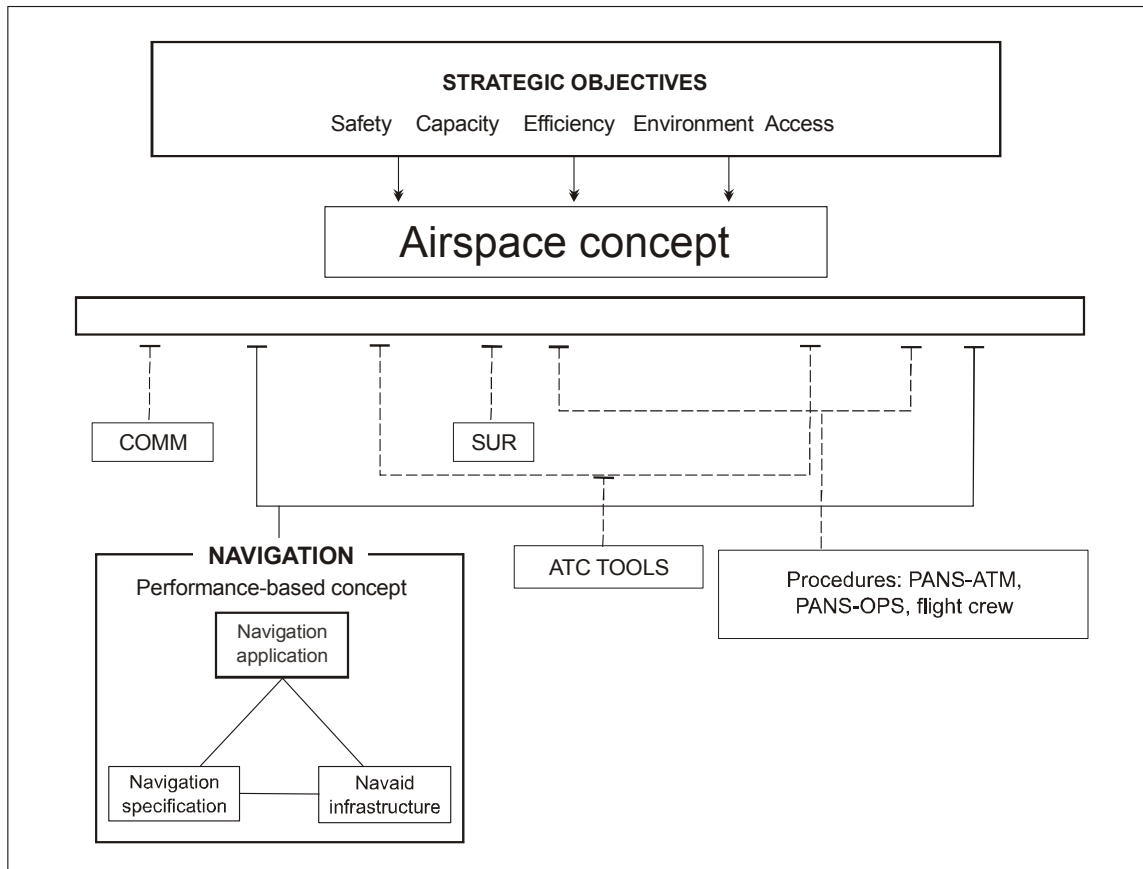 STRATEGIC OBJECTIVES
Safety Capacity Efficiency Environment Access
Airspace concept
COMM
SUR
NAVIGATION
Performance-based concept
Navigation
application
Navigation
specification
Navaid
infrastructure
ATC TOOLS
Procedures: PANS-ATM,
PANS-OPS, flight crew